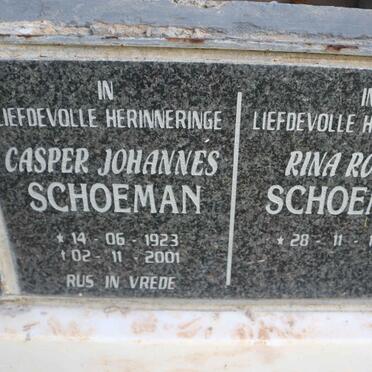 IN
LIEFDEVOLLE HERINNERINGE
CASPER JOHANNES
SCHOEMAN
* 14 - 06 - 1923
† 02 - 11 - 2001
RUS IN VREDE
IN
LIEFDEVOLLE
RINA
* 28 - 11 -